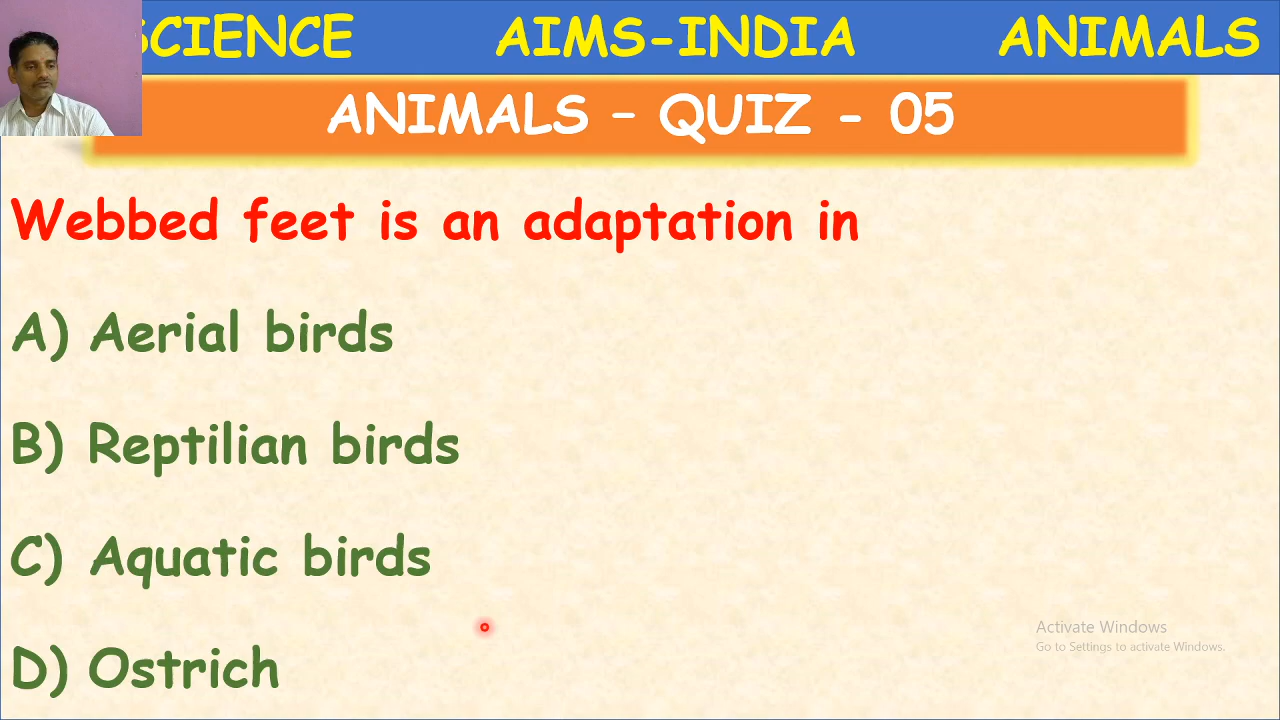 SCIENCE AIMS-INDIA ANIMALS
ANIMALS – QUIZ - 05
Webbed feet is an adaptation in
A) Aerial birds
B) Reptilian birds
C) Aquatic birds
D) Ostrich
Activate Windows
Go to Settings to activate Windows.